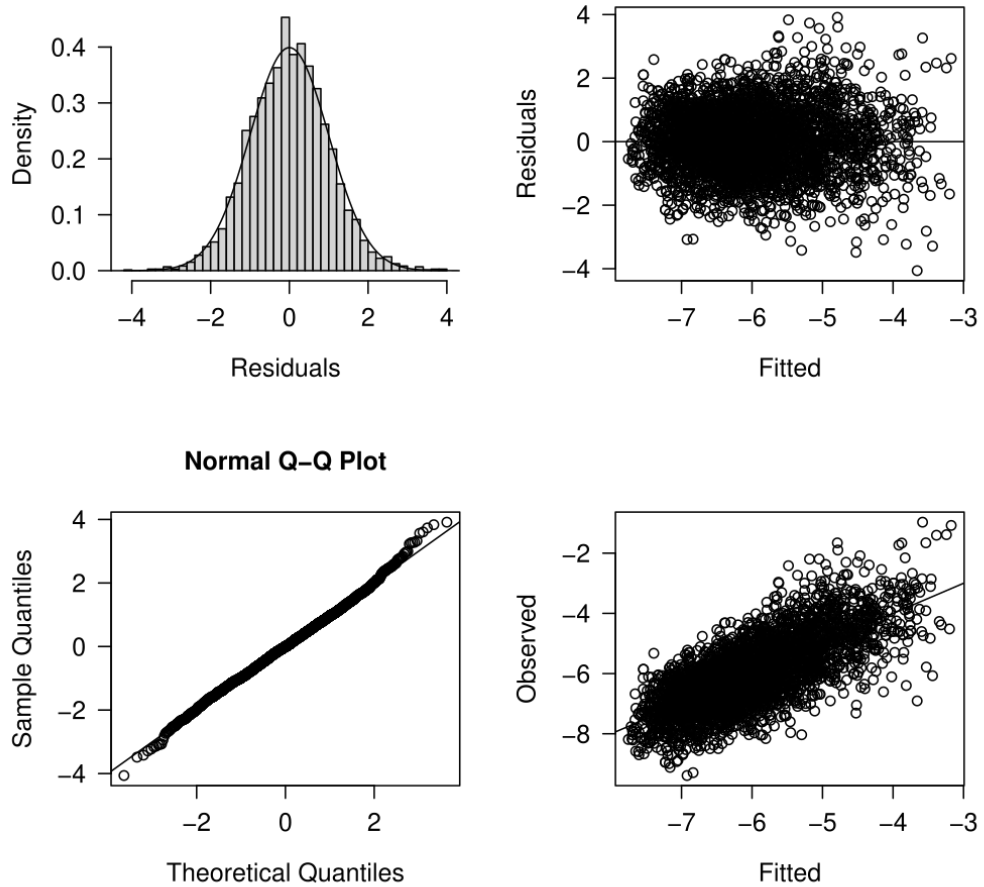 Density
0.4
0.3
0.2
0.1
0.0
−4 −2 0 2 4
Residuals
Residuals
4
2
0
−2
−4
−7 −6 −5 −4 −3
Fitted
Normal Q−Q Plot
Sample Quantiles
4
2
0
−2
−4
−2 0 2
Theoretical Quantiles
Observed
−2
−4
−6
−8
−7 −6 −5 −4 −3
Fitted